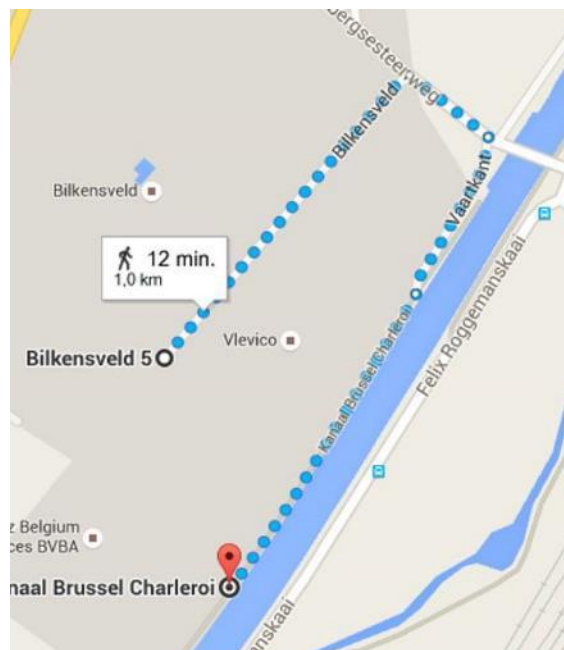 bergsesteenweg
Bilkensveld
Bilkensveld
Vaartkant
12 min.
1,0 km
Felix Roggemanskaai
Vlevico
Bilkensveld 5
Kanaal Brussel Charleroi
z Belgium
ces BVBA
naal Brussel Charleroi
anskaai